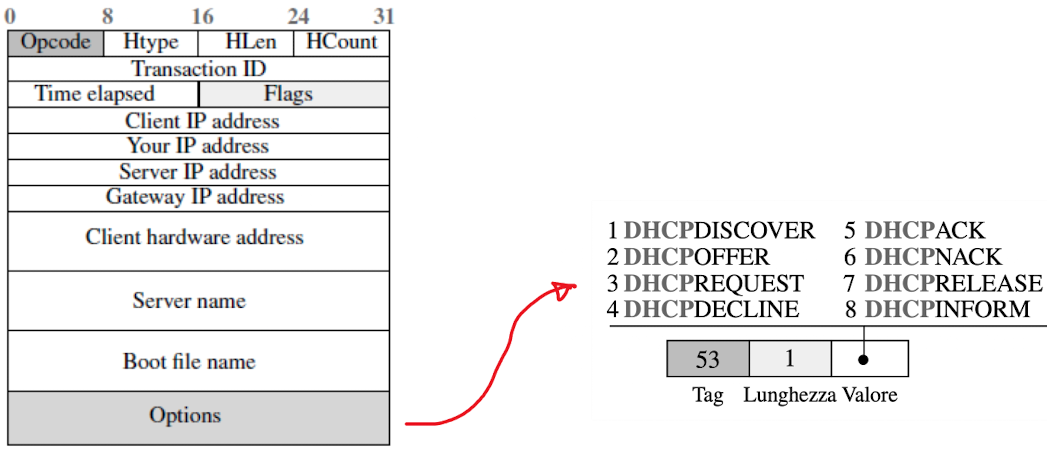 0 8 16 24 31
Opcode Htype HLen HCount
Transaction ID
Time elapsed Flags
Client IP address
Your IP address
Server IP address
Gateway IP address
Client hardware address
Server name
Boot file name
Options
1 DHCPDISCOVER 5 DHCPACK
2 DHCPOFFER 6 DHCPNACK
3 DHCPREQUEST 7 DHCPRELEASE
4 DHCPDECLINE 8 DHCPINFORM
53 1
Tag Lunghezza Valore